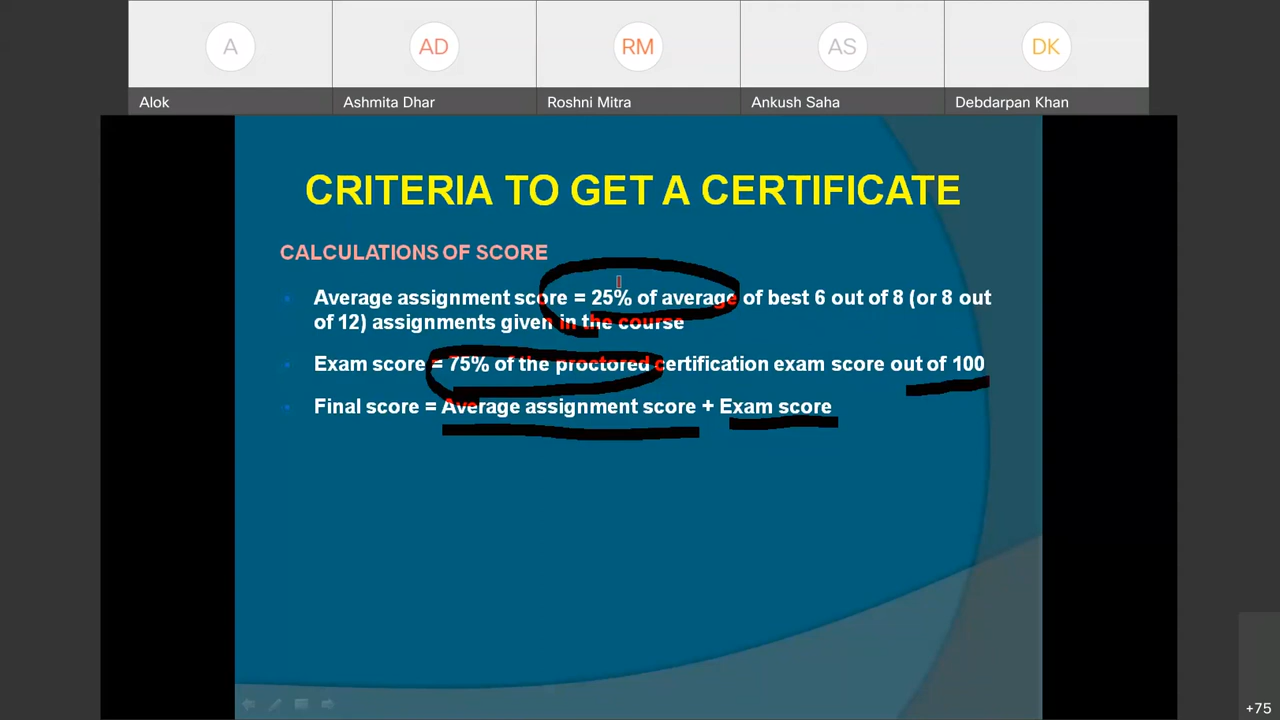 A
AD
RM
AS
DK
Alok
Ashmita Dhar
Roshni Mitra
Ankush Saha
Debdarpan Khan
CRITERIA TO GET A CERTIFICATE
CALCULATIONS OF SCORE
Average assignment score = 25% of average of best 6 out of 8 (or 8 out
of 12) assignments given in the course
Exam score = 75% of the proctored certification exam score out of 100
Final score = Average assignment score + Exam score
+75